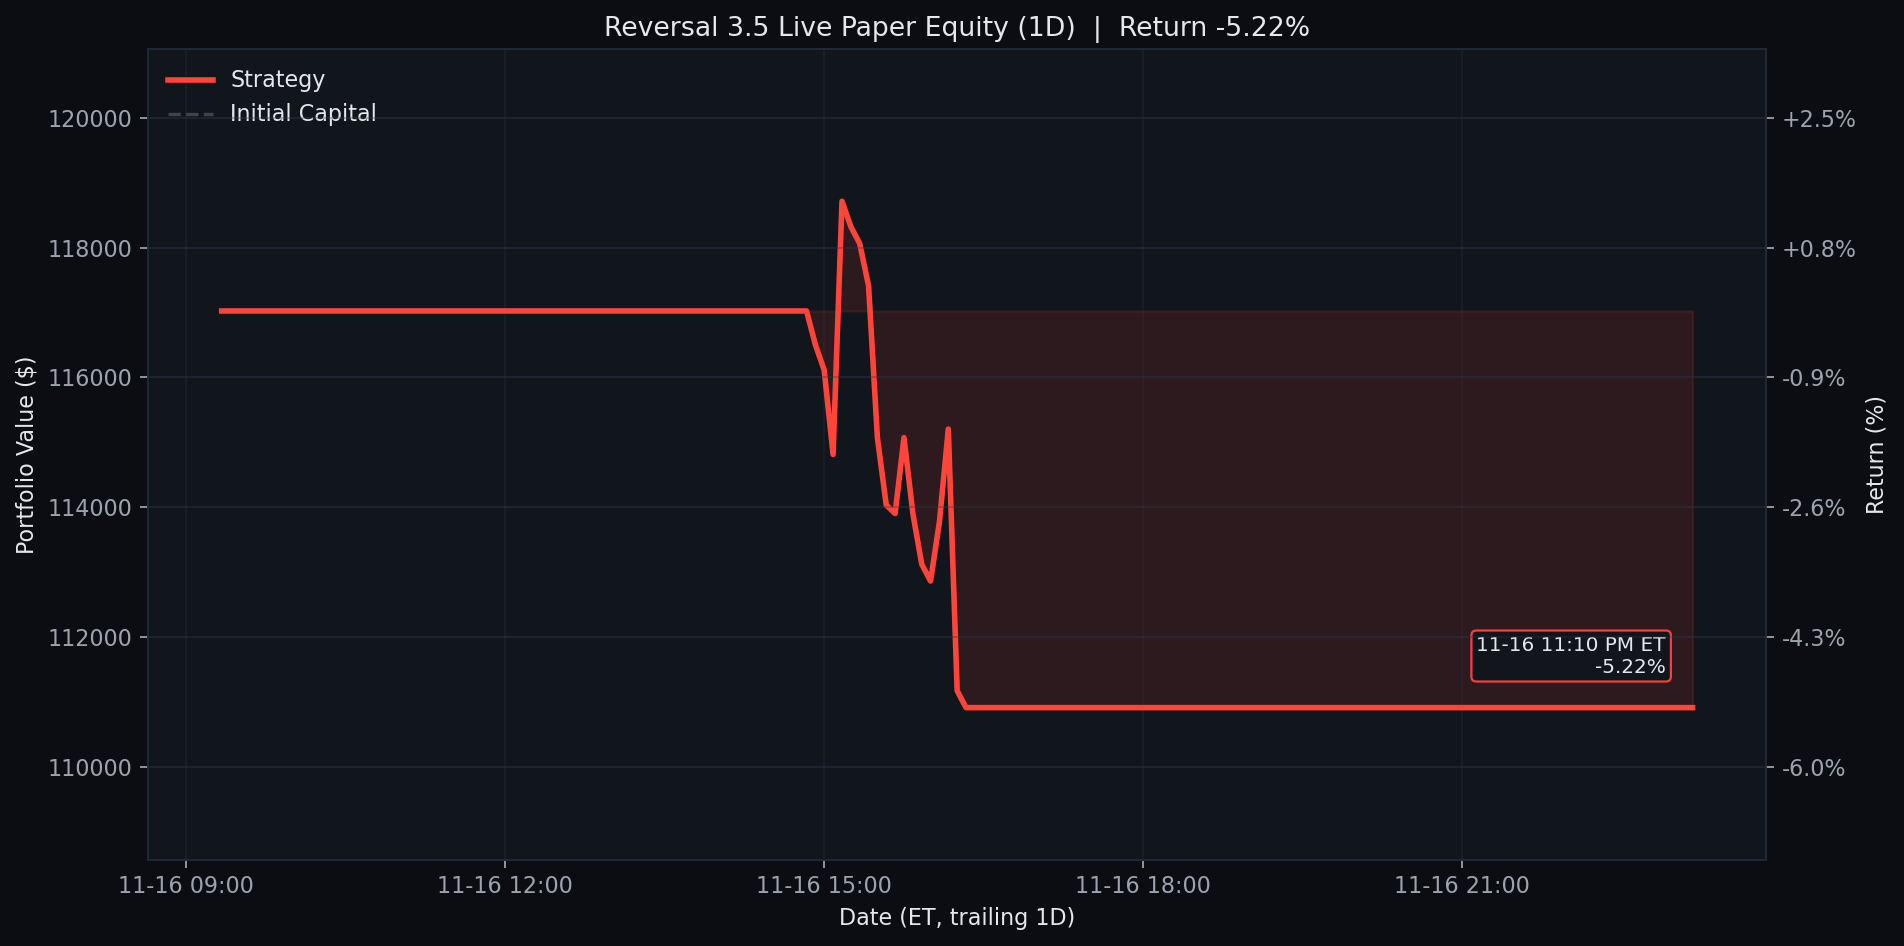 Reversal 3.5 Live Paper Equity (1D)  |  Return -5.22%
Strategy
Initial Capital
120000
118000
116000
114000
112000
110000
Portfolio Value ($)
+2.5%
+0.8%
-0.9%
-2.6%
-4.3%
-6.0%
Return (%)
11-16 11:10 PM ET
-5.22%
11-16 09:00
11-16 12:00
11-16 15:00
11-16 18:00
11-16 21:00
Date (ET, trailing 1D)